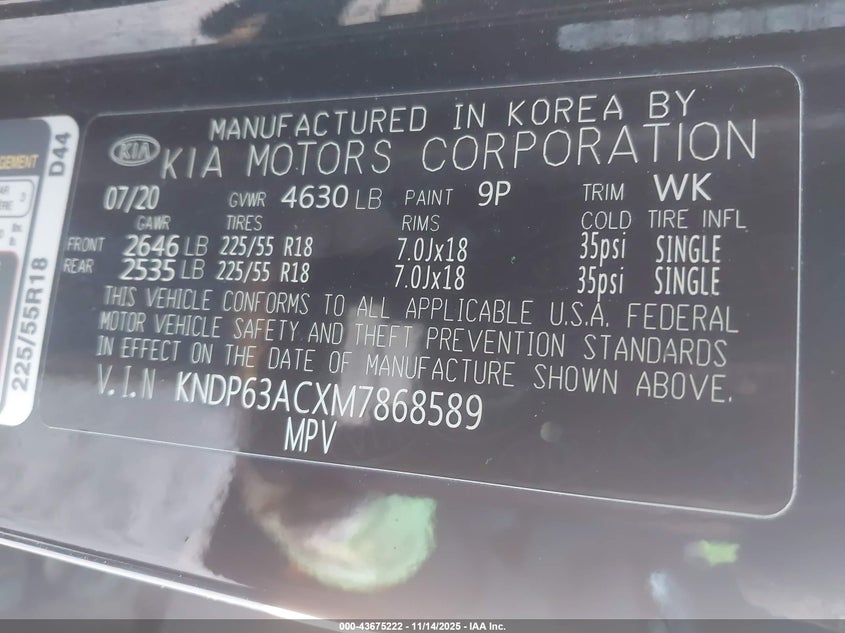 MANUFACTURED IN KOREA BY
KIA KIA MOTORS CORPORATION
07/20 GVWR 4630 LB PAINT 9P TRIM WK
GAWR TIRES RIMS COLD TIRE INFL
FRONT 2646 LB 225/55 R18 7.0Jx18 35psi SINGLE
REAR 2535 LB 225/55 R18 7.0Jx18 35psi SINGLE
THIS VEHICLE CONFORMS TO ALL APPLICABLE U.S.A. FEDERAL
MOTOR VEHICLE SAFETY AND THEFT PREVENTION STANDARDS
IN EFFECT ON THE DATE OF MANUFACTURE SHOWN ABOVE.
V.I.N KNDP63ACXM7868589
MPV
D44
225/55R18
000-43675222 - 11/14/2025 - IAA Inc.